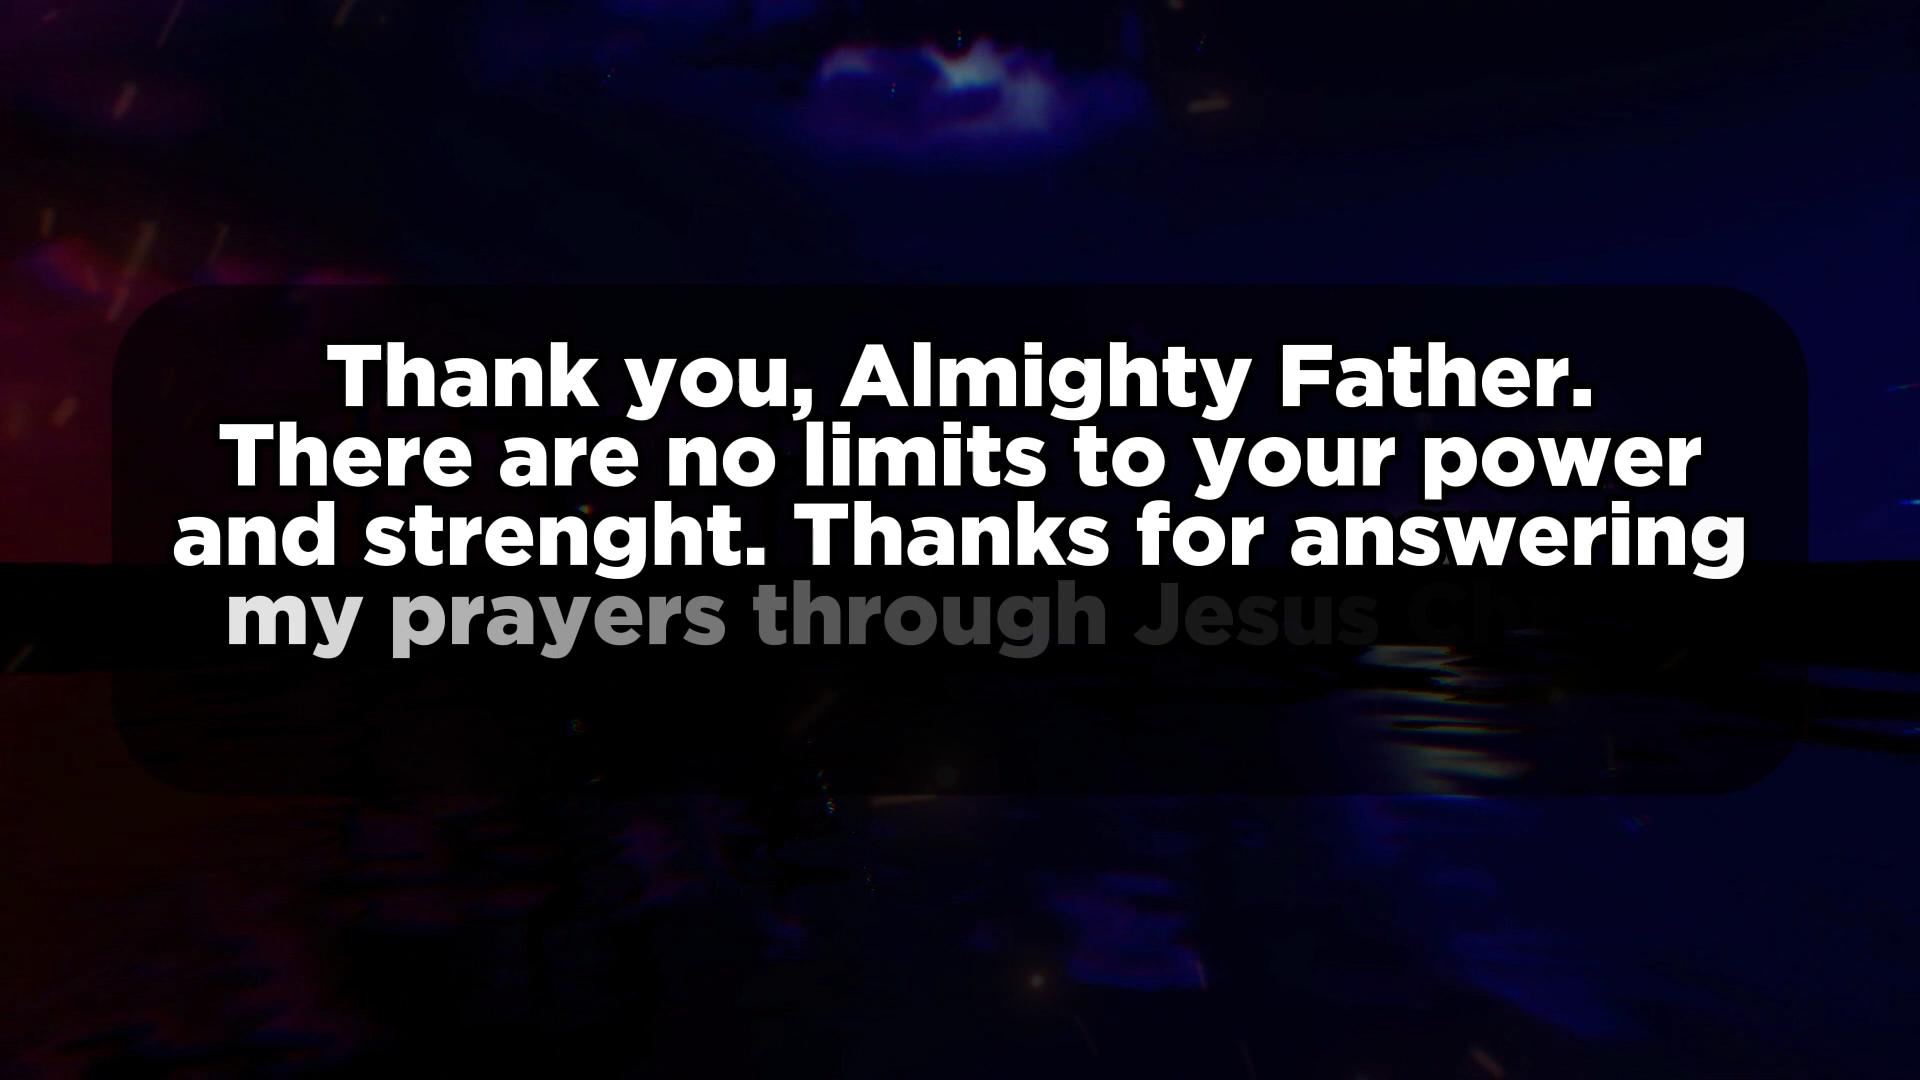 Thank you, Almighty Father.
There are no limits to your power
and strenght. Thanks for answering
my prayers through Jesus